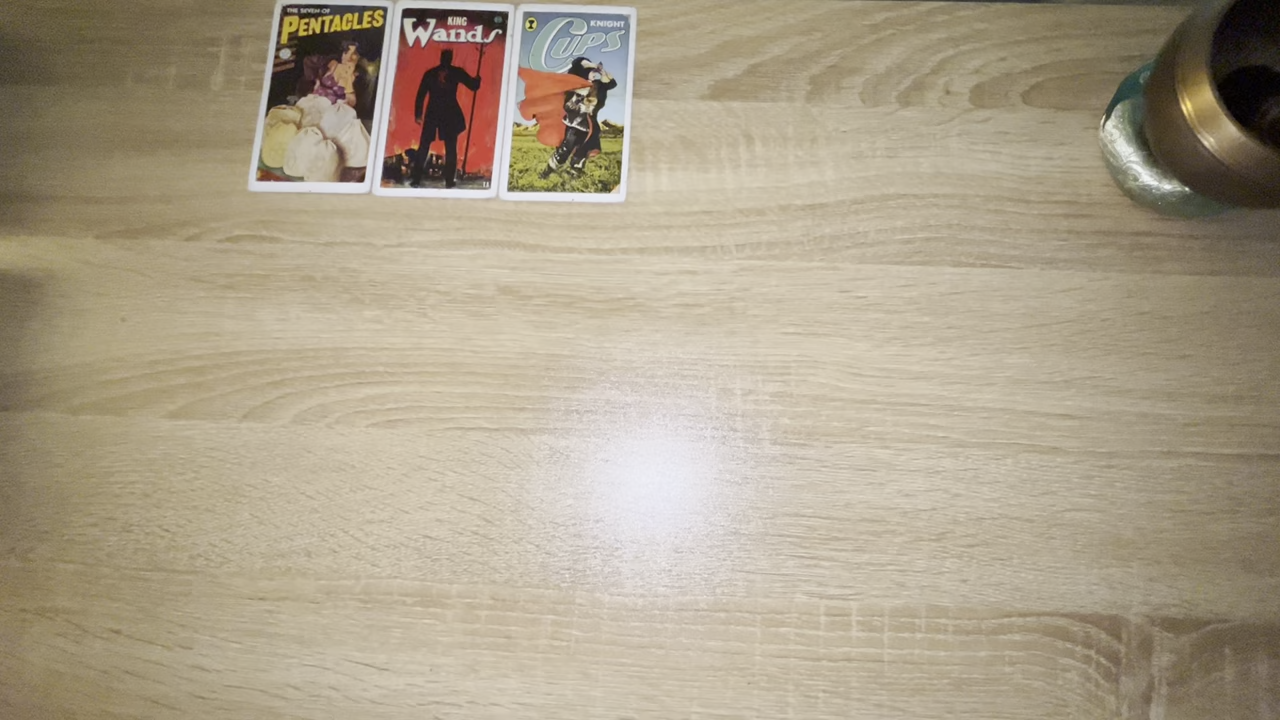 THE SEVEN OF
PENTACLES
KING
Wands
KNIGHT
CUPS